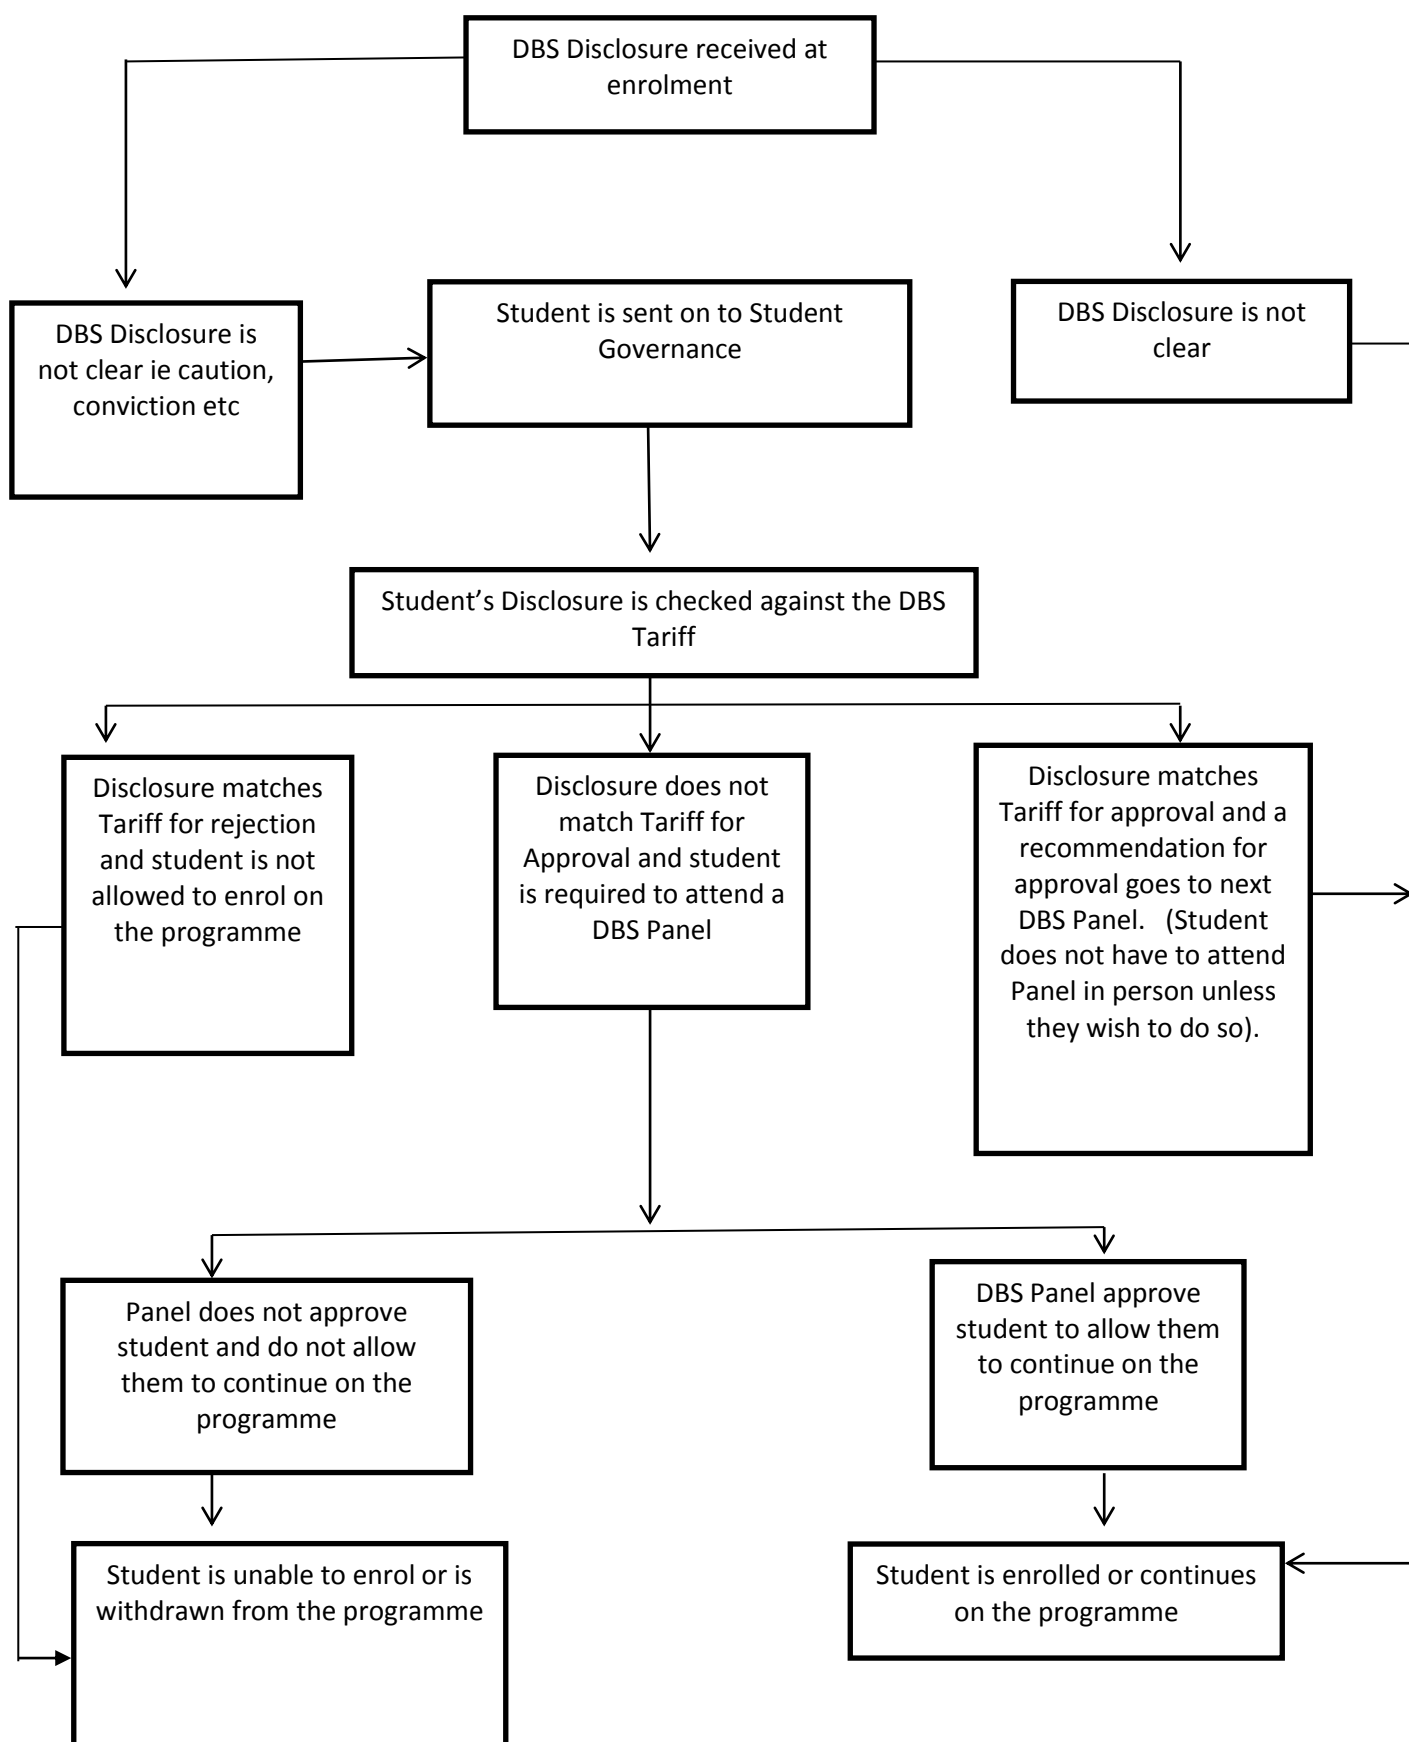 DBS Disclosure received at
enrolment
DBS Disclosure is
not clear ie caution,
conviction etc
Student is sent on to Student
Governance
DBS Disclosure is not
clear
Student’s Disclosure is checked against the DBS
Tariff
Disclosure matches
Tariff for rejection
and student is not
allowed to enrol on
the programme
Disclosure does not
match Tariff for
Approval and student
is required to attend a
DBS Panel
Disclosure matches
Tariff for approval and a
recommendation for
approval goes to next
DBS Panel.   (Student
does not have to attend
Panel in person unless
they wish to do so).
Panel does not approve
student and do not allow
them to continue on the
programme
DBS Panel approve
student to allow them
to continue on the
programme
Student is unable to enrol or is
withdrawn from the programme
Student is enrolled or continues
on the programme